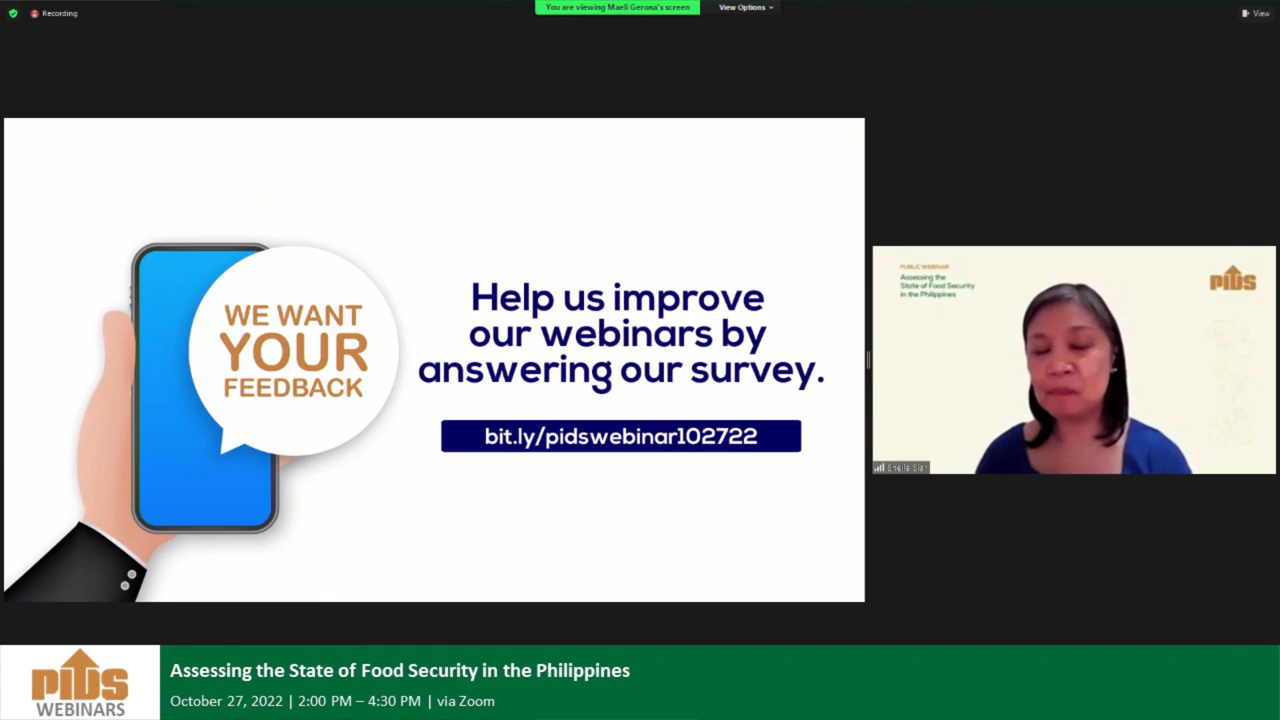 Recording
You are viewing Maeli Gerona's screen
View Options
View
WE WANT
YOUR
FEEDBACK
Help us improve
our webinars by
answering our survey.
bit.ly/pidswebinar102722
PUBLIC WEBINAR
Assessing the
State of Food Security
in the Philippines
PIDS
Sheila Siar
PIDS
WEBINARS
Assessing the State of Food Security in the Philippines
October 27, 2022 | 2:00 PM – 4:30 PM | via Zoom